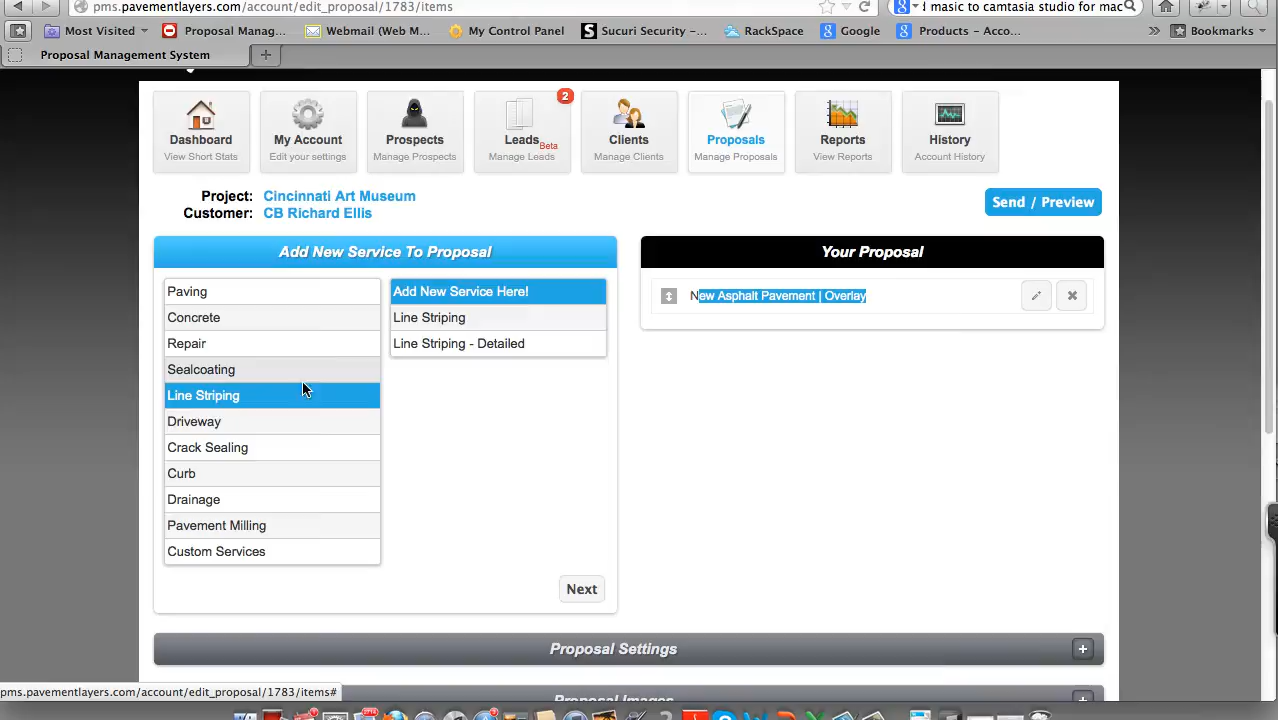 pms.pavementlayers.com/account/edit_proposal/1783/items
l masic to camtasia studio for mac
Most Visited
Proposal Manag...
Webmail (Web M...
My Control Panel
Sucuri Security -...
RackSpace
Google
Products – Acco...
Bookmarks
Proposal Management System
Dashboard
View Short Stats
My Account
Edit your settings
Prospects
Manage Prospects
2
Leads Beta
Manage Leads
Clients
Manage Clients
Proposals
Manage Proposals
Reports
View Reports
History
Account History
Project: Cincinnati Art Museum
Customer: CB Richard Ellis
Send / Preview
Add New Service To Proposal
Paving
Concrete
Repair
Sealcoating
Line Striping
Driveway
Crack Sealing
Curb
Drainage
Pavement Milling
Custom Services
Add New Service Here!
Line Striping
Line Striping - Detailed
Next
Your Proposal
New Asphalt Pavement | Overlay
Proposal Settings
Proposal Images
pms.pavementlayers.com/account/edit_proposal/1783/items#